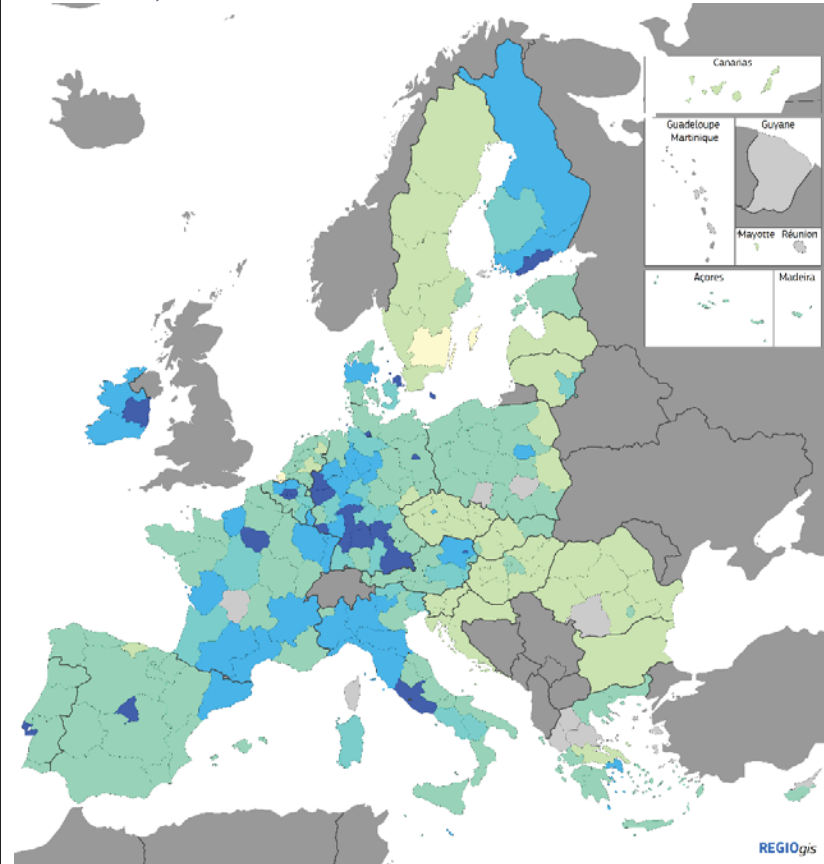 Canarias
Guadeloupe
Martinique
Guyane
Mayotte
Réunion
Açores
Madeira
REGIOgis